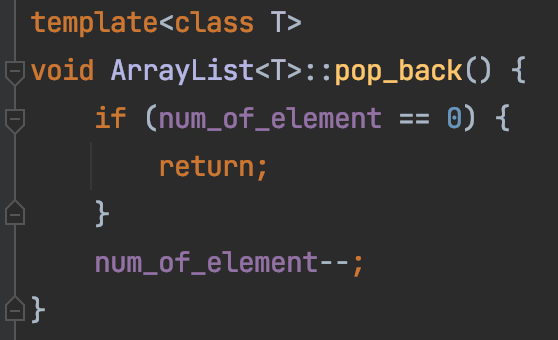 template<class T>
void ArrayList<T>::pop_back() {
    if (num_of_element == 0) {
        return;
    }
    num_of_element--;
}